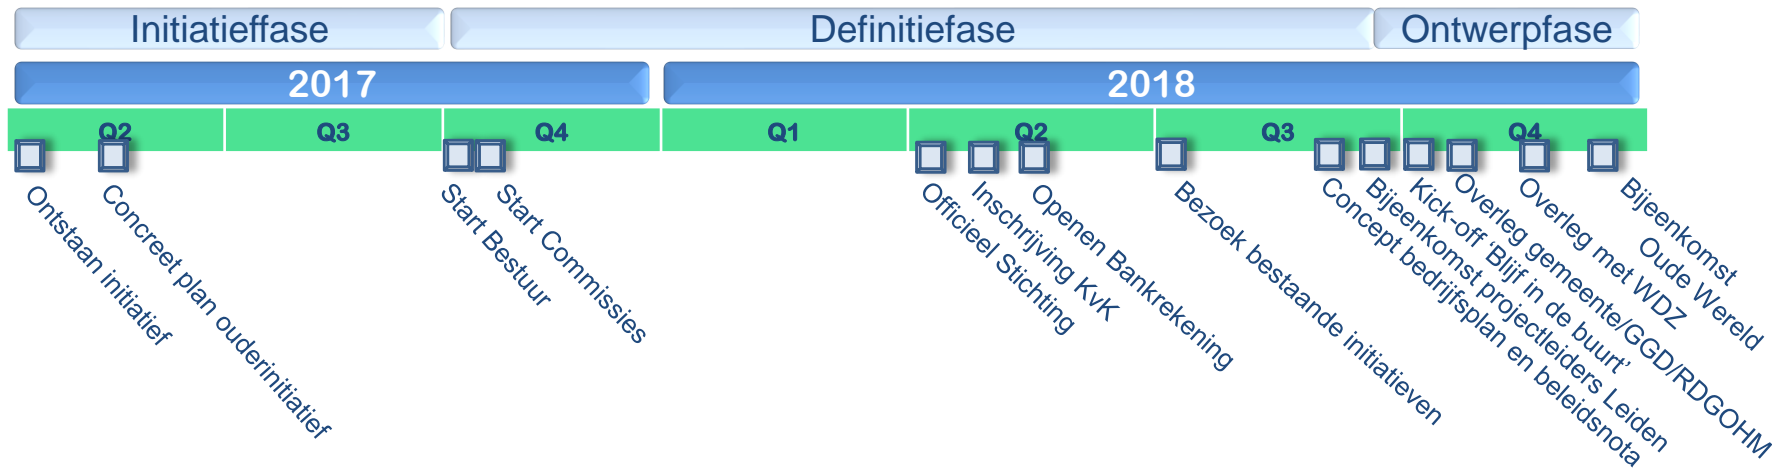 Initiatieffase
Definitiefase
Ontwerpfase
2017
2018
Q2
Q3
Q4
Q1
Q2
Q3
Q4
Ontstaan initiatief
Concreet plan ouderinitiatief
Start Bestuur
Start Commissies
Officieel Stichting
Inschrijving KvK
Openen Bankrekening
Bezoek bestaande initiatieven
Concept bedrijfsplan en beleidsnota
Bijeenkomst projectleiders Leiden
Kick-off ‘Blijf in de buurt’
Overleg gemeente/GGD/RDGOHM
Overleg met WDZ
Bijeenkomst
Oude Wereld